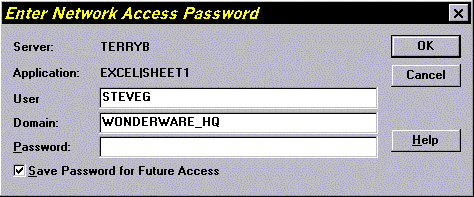 Enter Network Access Password
Server: TERRYB
OK
Application: EXCEL|SHEET1
Cancel
User STEVEG
Domain: WONDERWARE_HQ
Password:
Help
Save Password for Future Access